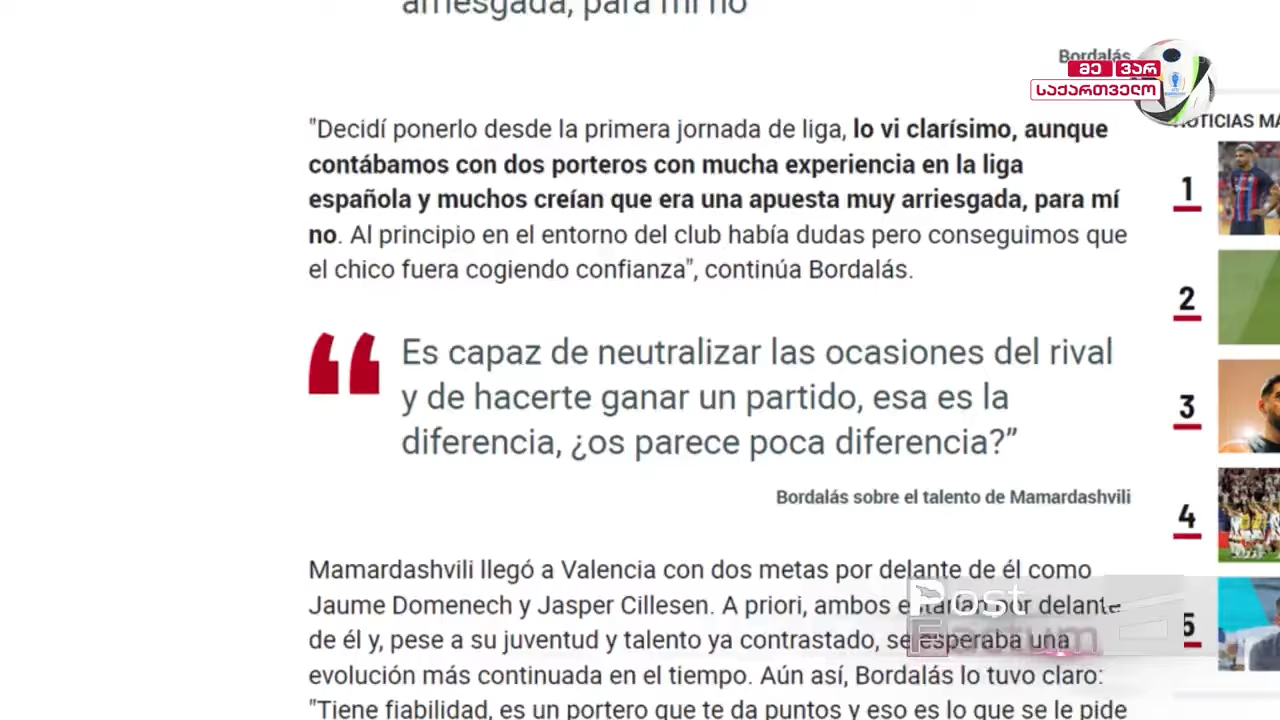 arriesgada, para mí no
Bordalás
მე ვარ
საქართველო
"Decidí ponerlo desde la primera jornada de liga, lo vi clarísimo, aunque
contábamos con dos porteros con mucha experiencia en la liga
española y muchos creían que era una apuesta muy arriesgada, para mí
no. Al principio en el entorno del club había dudas pero conseguimos que
el chico fuera cogiendo confianza", continúa Bordalás.
Es capaz de neutralizar las ocasiones del rival
y de hacerte ganar un partido, esa es la
diferencia, ¿os parece poca diferencia?”
Bordalás sobre el talento de Mamardashvili
Mamardashvili llegó a Valencia con dos metas por delante de él como
Jaume Domenech y Jasper Cillesen. A priori, ambos estarían por delante
de él y, pese a su juventud y talento ya contrastado, se esperaba una
evolución más continuada en el tiempo. Aún así, Bordalás lo tuvo claro:
"Tiene fiabilidad, es un portero que te da puntos y eso es lo que se le pide
NOTICIAS
1
2
3
4
5
Post
Factum